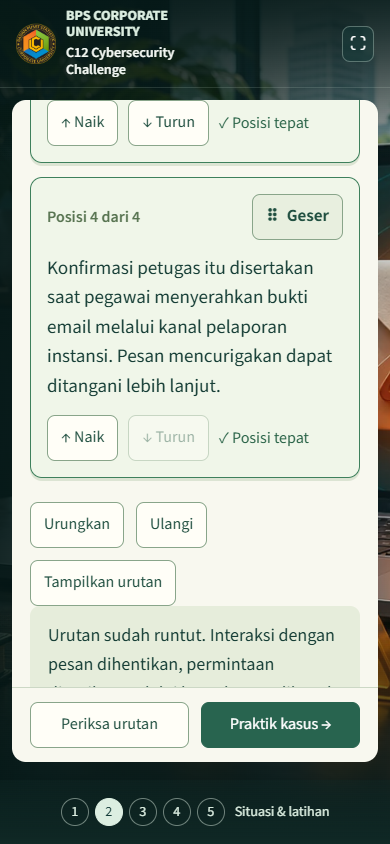 BPS CORPORATE
UNIVERSITY
C12 Cybersecurity
Challenge
↑ Naik
↓ Turun
✓ Posisi tepat
Posisi 4 dari 4
⠿ Geser
Konfirmasi petugas itu disertakan
saat pegawai menyerahkan bukti
email melalui kanal pelaporan
instansi. Pesan mencurigakan dapat
ditangani lebih lanjut.
↑ Naik
↓ Turun
✓ Posisi tepat
Urungkan
Ulangi
Tampilkan urutan
Urutan sudah runtut. Interaksi dengan
pesan dihentikan, permintaan
Periksa urutan
Praktik kasus →
1
2
3
4
5
Situasi & latihan